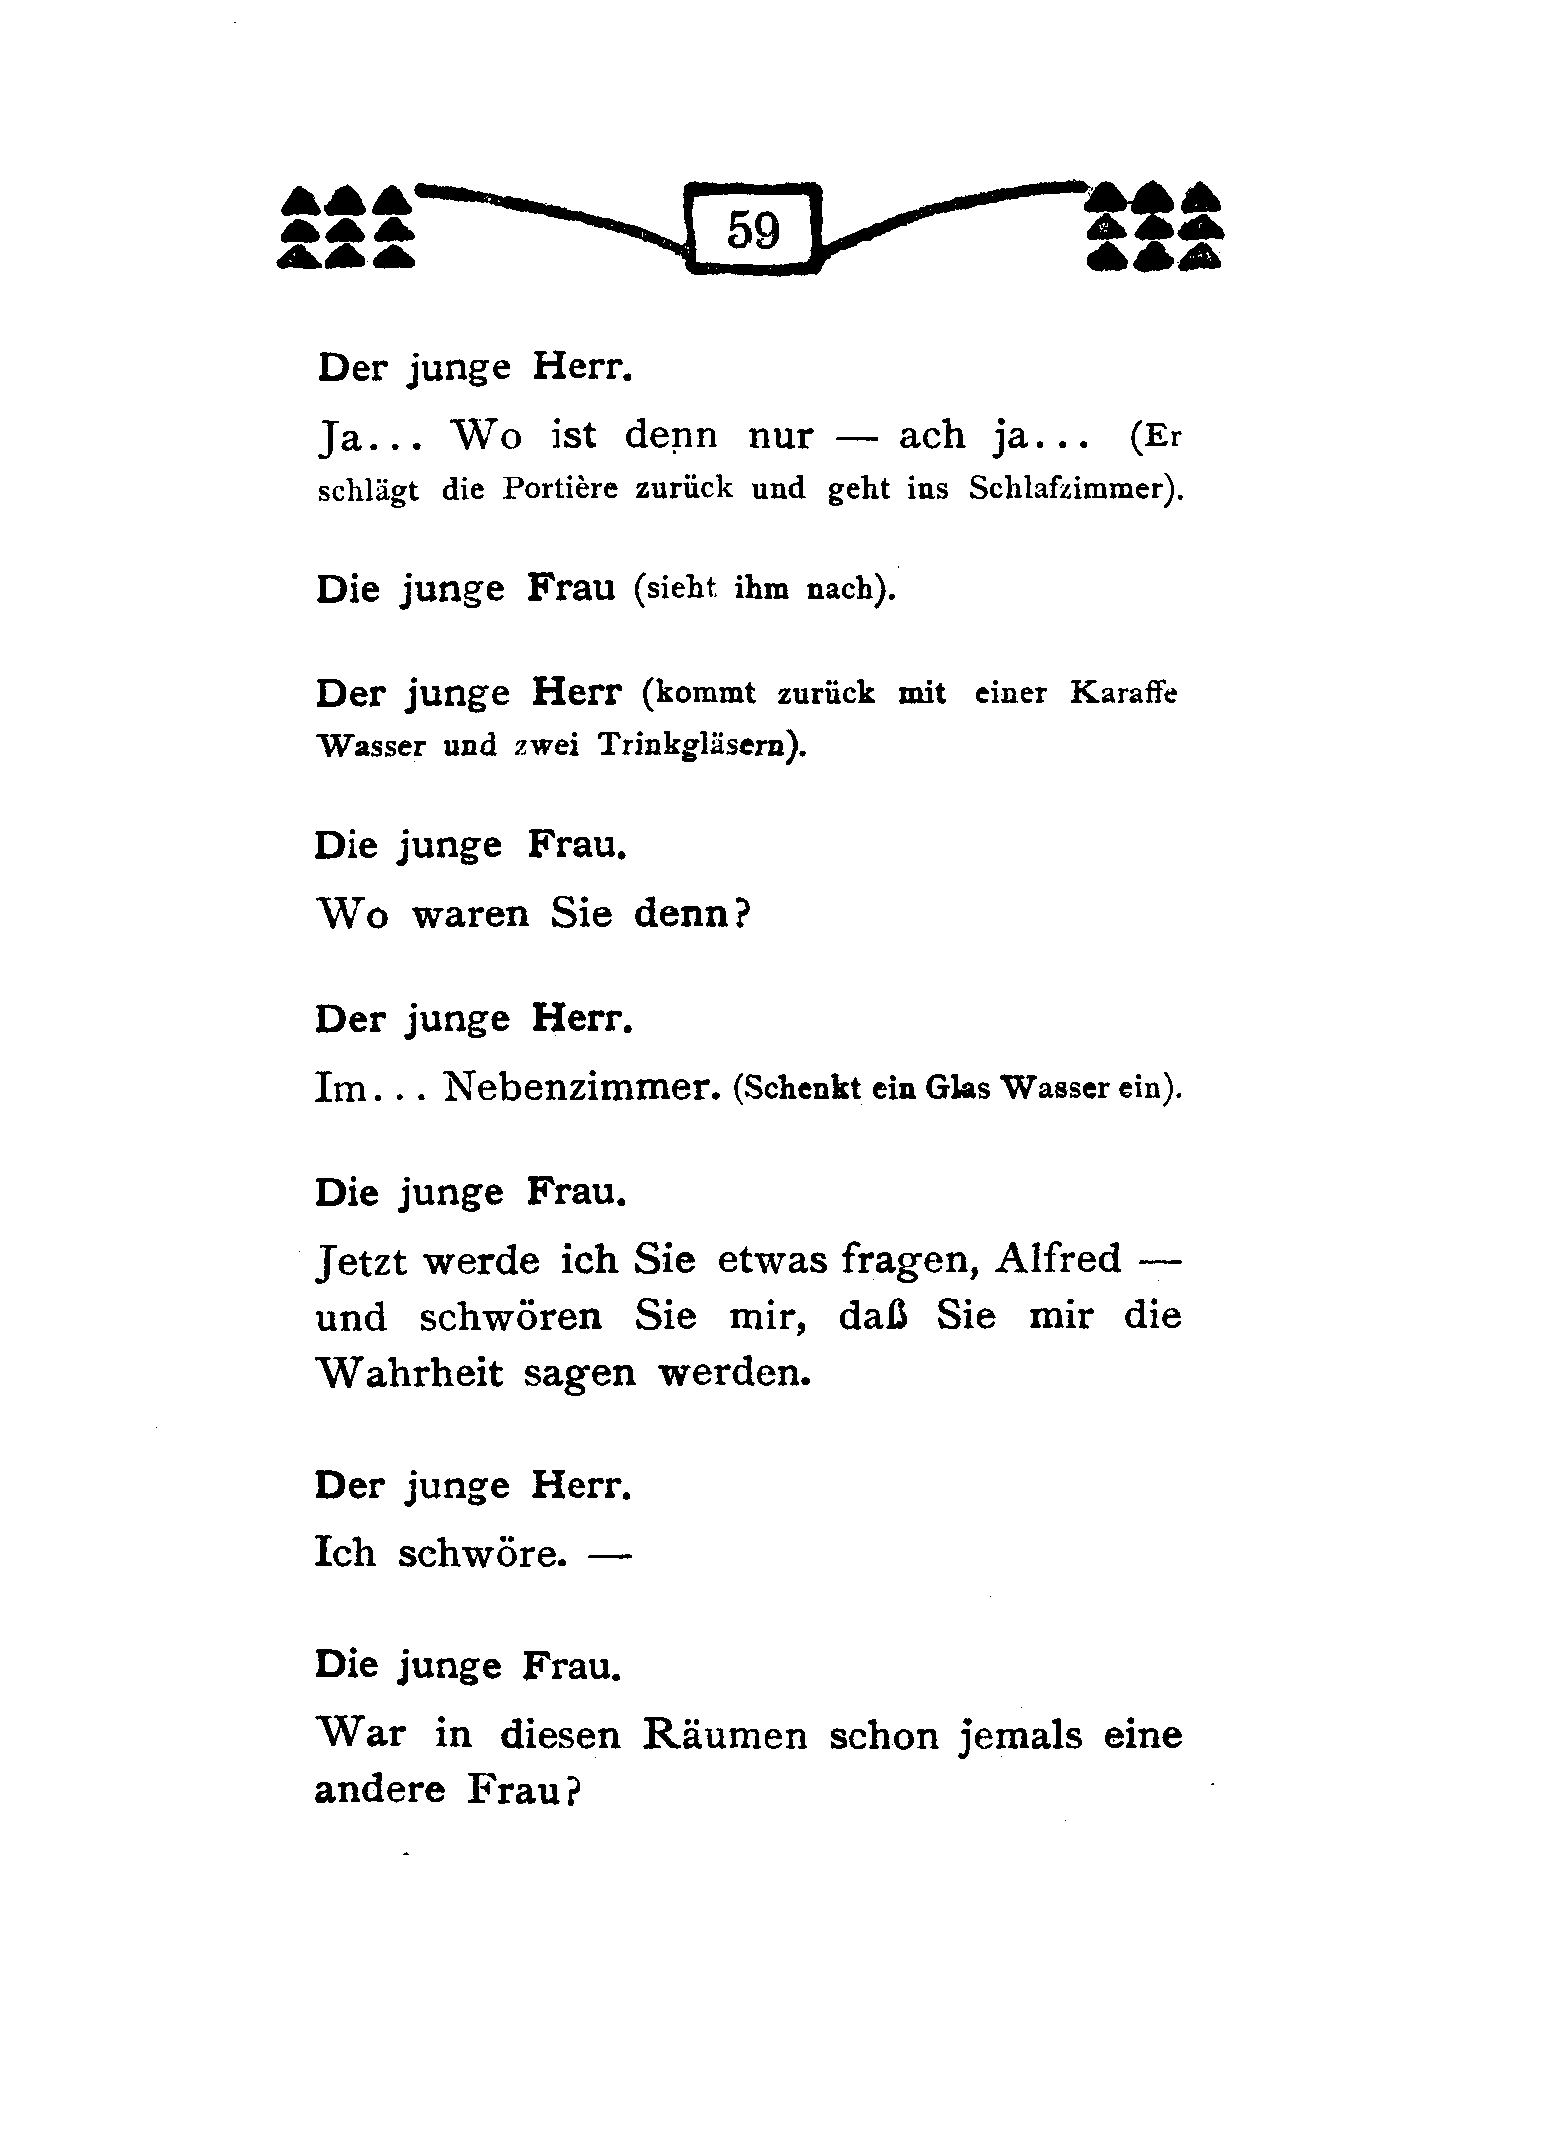 59
Der junge Herr.
Ja... Wo ist denn nur — ach ja... (Er
schlägt die Portière zurück und geht ins Schlafzimmer).
Die junge Frau (sieht ihm nach).
Der junge Herr (kommt zurück mit einer Karaffe
Wasser und zwei Trinkgläsern).
Die junge Frau.
Wo waren Sie denn?
Der junge Herr.
Im... Nebenzimmer. (Schenkt ein Glas Wasser ein).
Die junge Frau.
Jetzt werde ich Sie etwas fragen, Alfred —
und schwören Sie mir, daß Sie mir die
Wahrheit sagen werden.
Der junge Herr.
Ich schwöre. —
Die junge Frau.
War in diesen Räumen schon jemals eine
andere Frau?